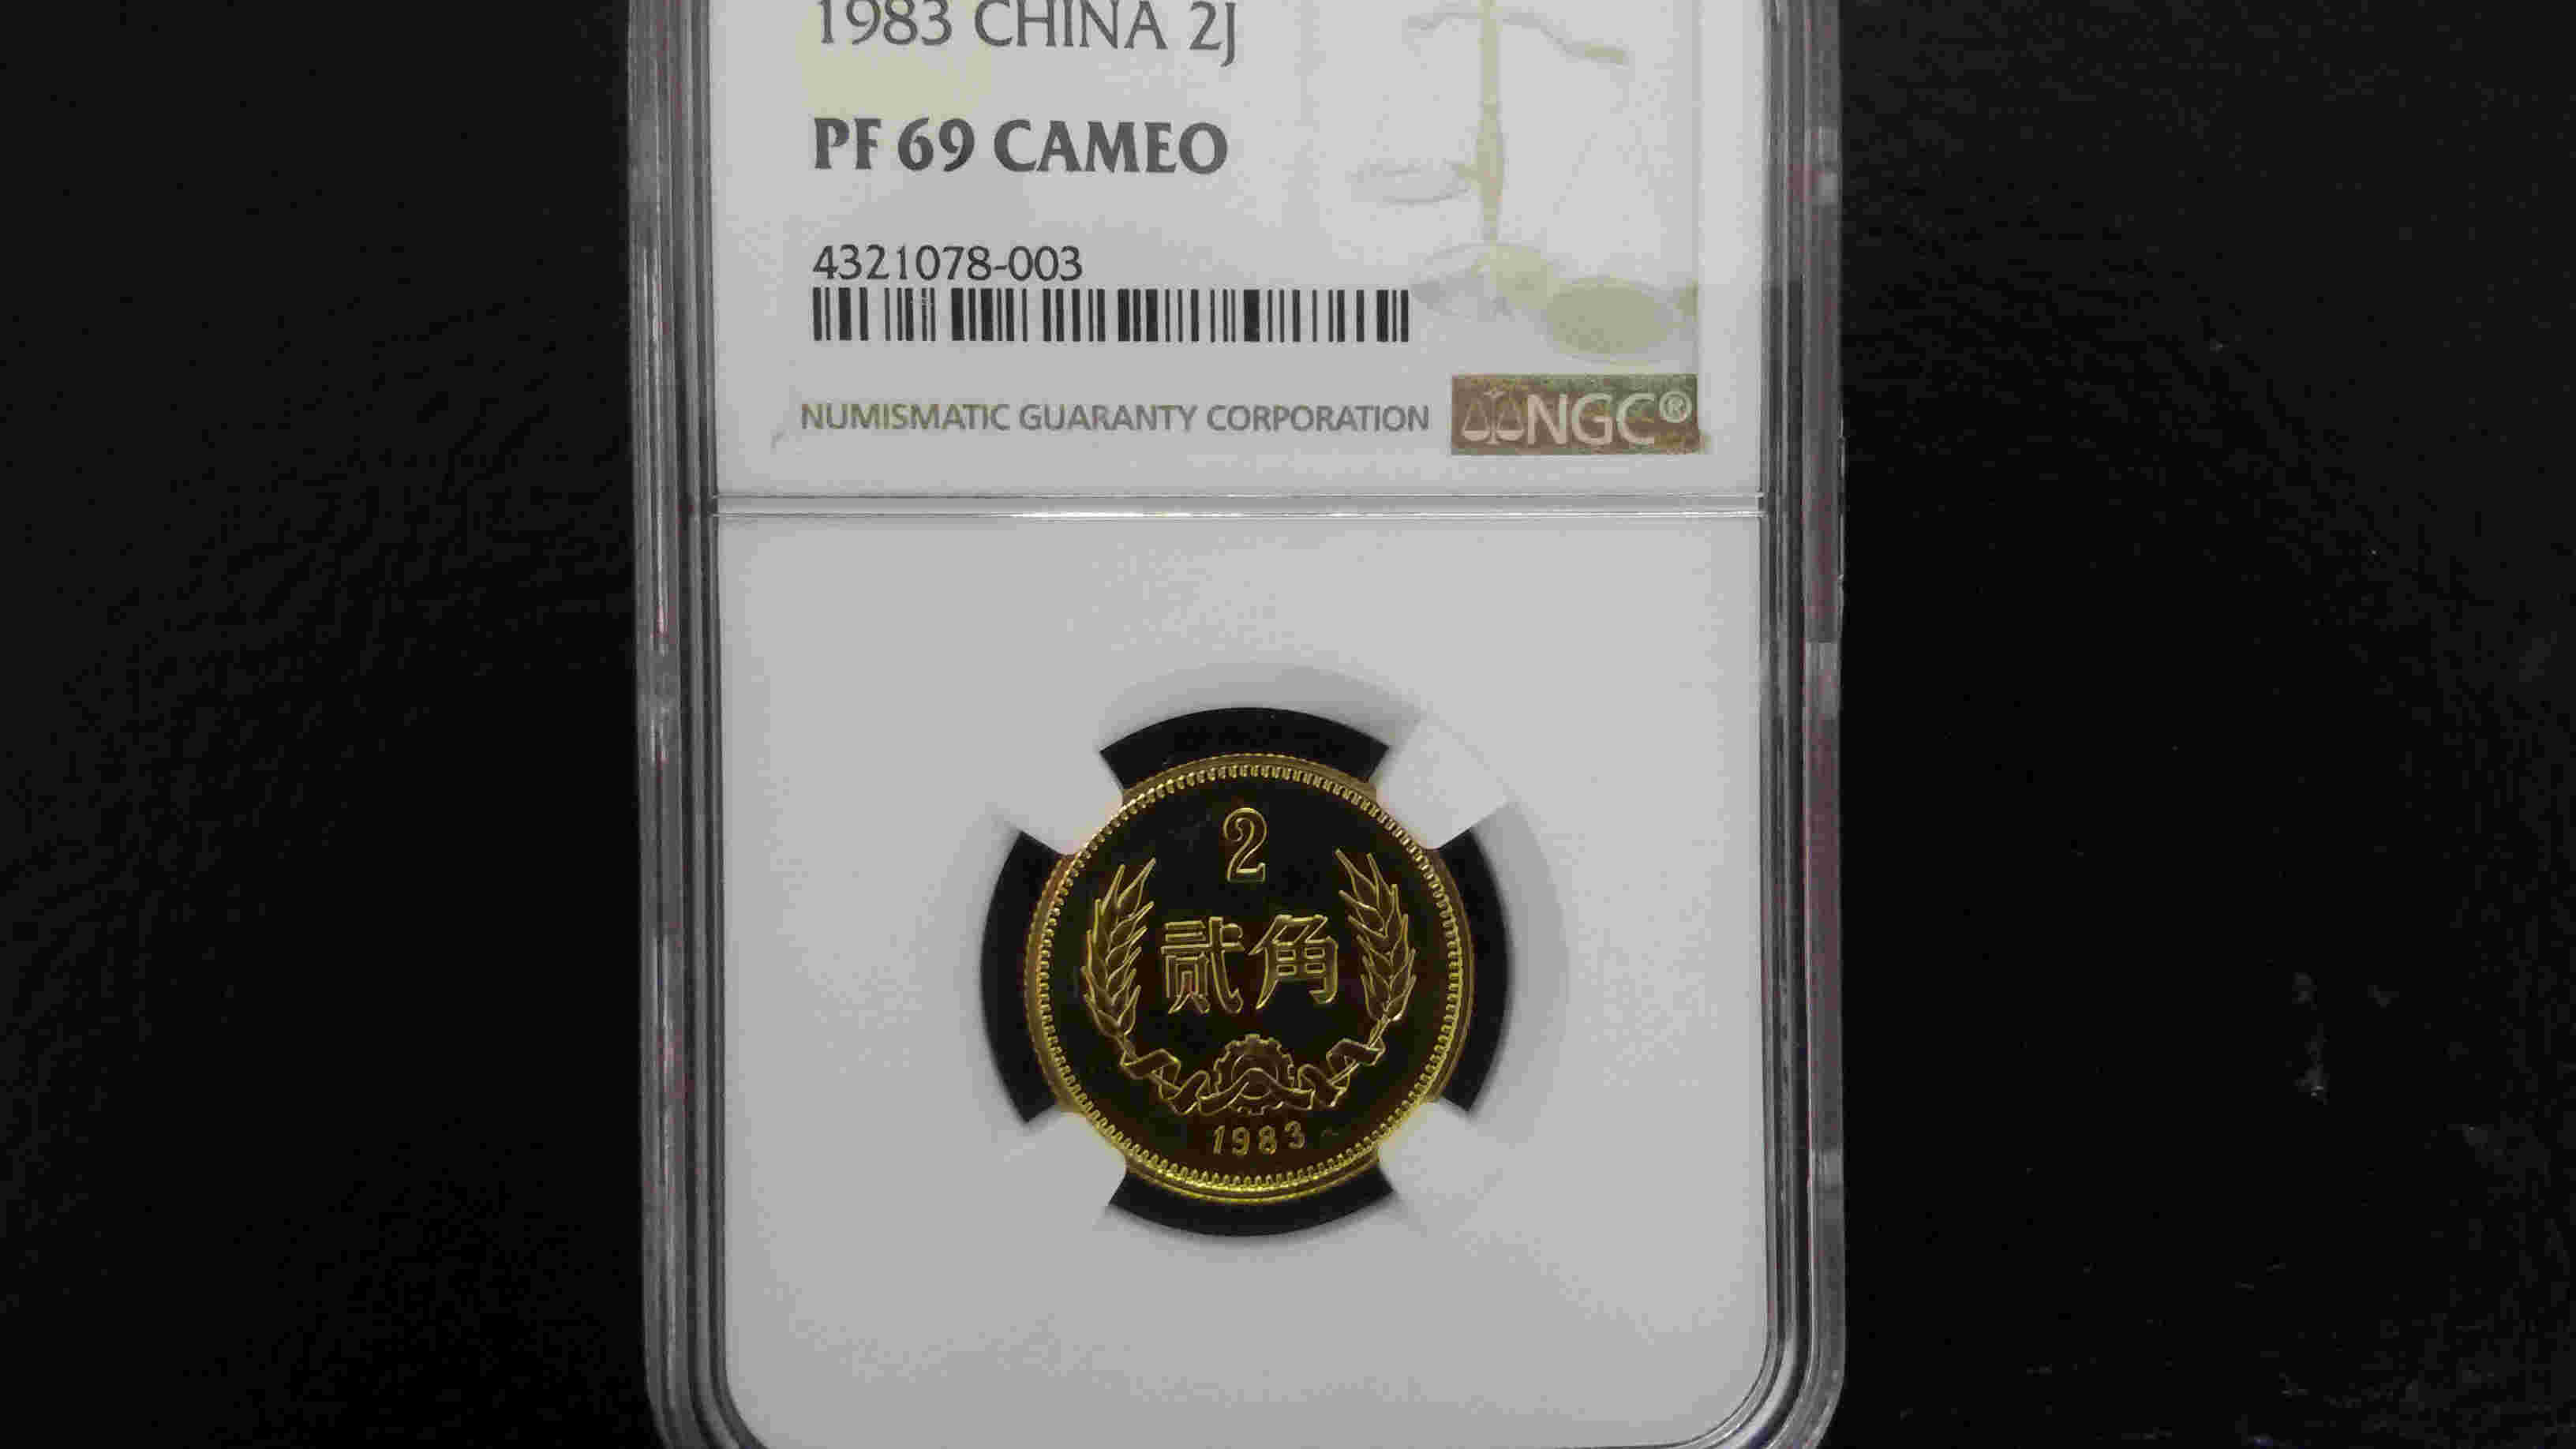 1983 CHINA 2J
PF 69 CAMEO
4321078-003
NUMISMATIC GUARANTY CORPORATION NGC®
2
贰角
1983